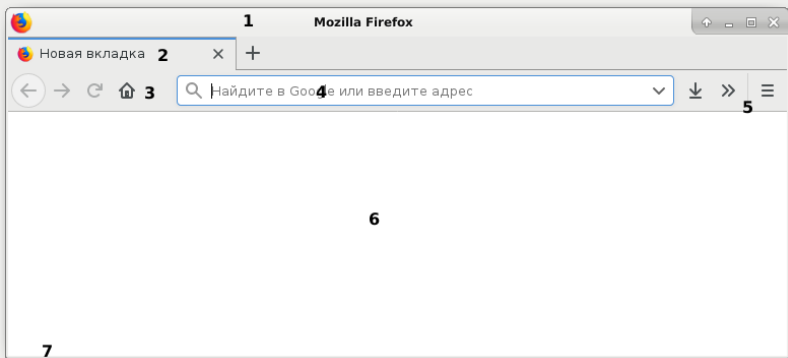 1 Mozilla Firefox
Новая вкладка 2
3 Найдите в Google или введите адрес 4
5
6
7